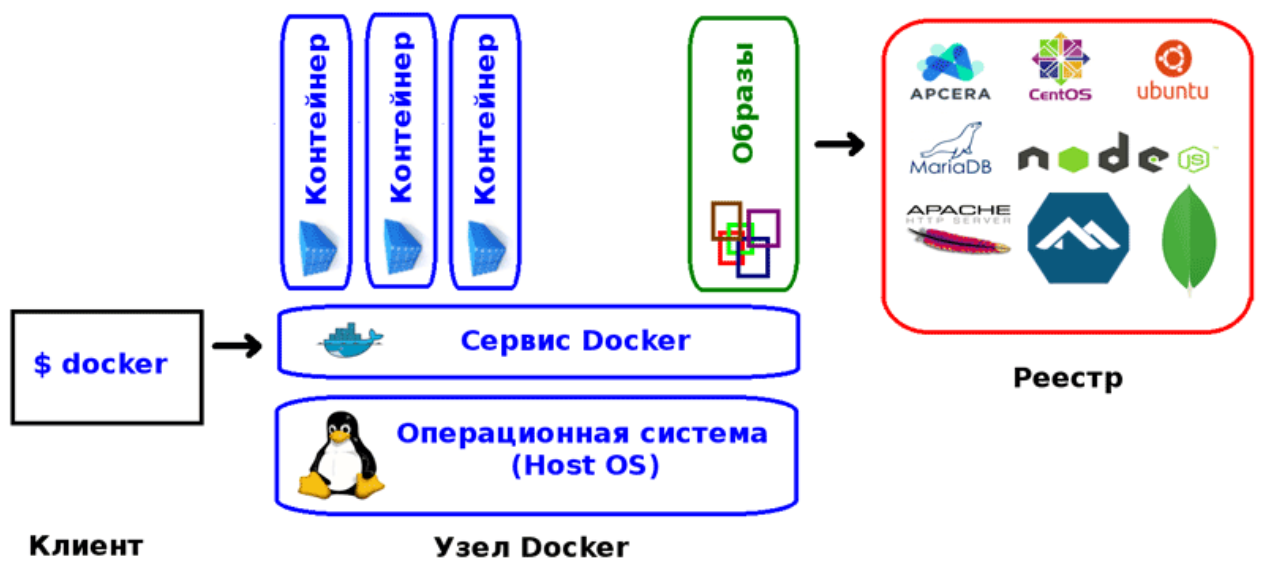 Контейнер
Контейнер
Контейнер
Образы
APCERA
CentOS
ubuntu
MariaDB
node
JS
™
APACHE
HTTP SERVER
$ docker
Сервис Docker
Реестр
Операционная система
(Host OS)
Клиент
Узел Docker